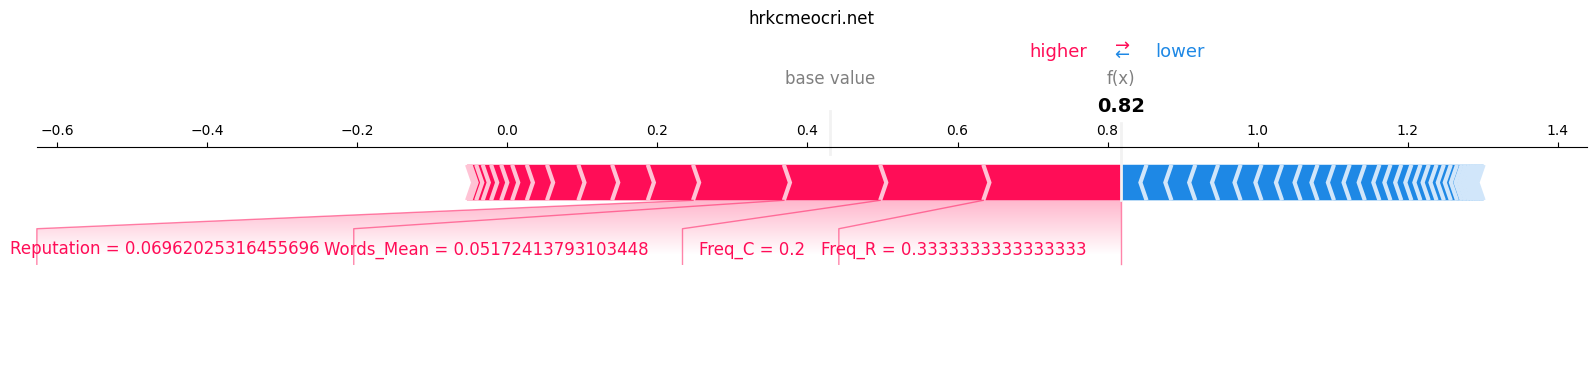 hrkcmeocri.net
higher → ← lower
base value f(x)
0.82
−0.6 −0.4 −0.2 0.0 0.2 0.4 0.6 0.8 1.0 1.2 1.4
Reputation = 0.06962025316455696 Words_Mean = 0.05172413793103448 Freq_C = 0.2 Freq_R = 0.3333333333333333